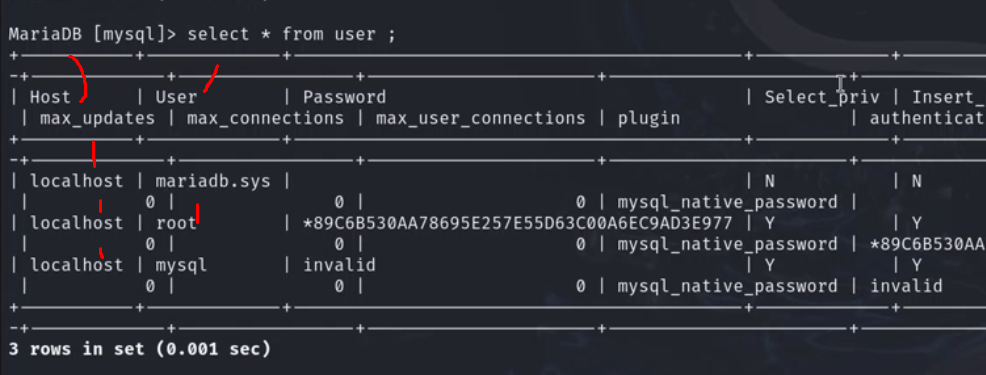 MariaDB [mysql]> select * from user ;
| Host | User | Password | Select_priv | Insert_
| max_updates | max_connections | max_user_connections | plugin | authenticat
| localhost | mariadb.sys | | N | N
| 0 | 0 | 0 | mysql_native_password |
| localhost | root | *89C6B530AA78695E257E55D63C00A6EC9AD3E977 | Y | Y
| 0 | 0 | 0 | mysql_native_password | *89C6B530AA
| localhost | mysql | invalid | Y | Y
| 0 | 0 | 0 | mysql_native_password | invalid
3 rows in set (0.001 sec)